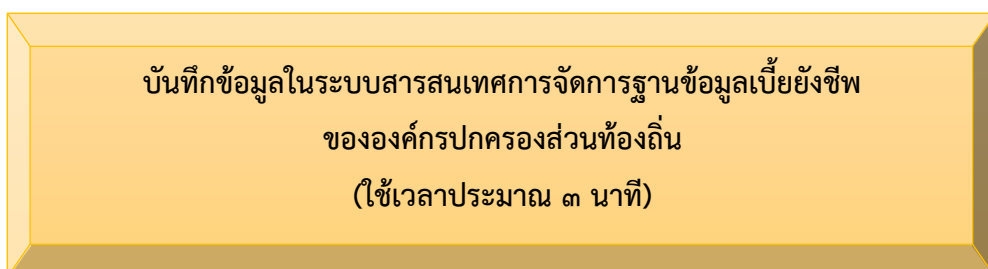 บันทึกข้อมูลในระบบสารสนเทศการจัดการฐานข้อมูลเบี้ยยังชีพ
ขององค์กรปกครองส่วนท้องถิ่น
(ใช้เวลาประมาณ ๓ นาที)